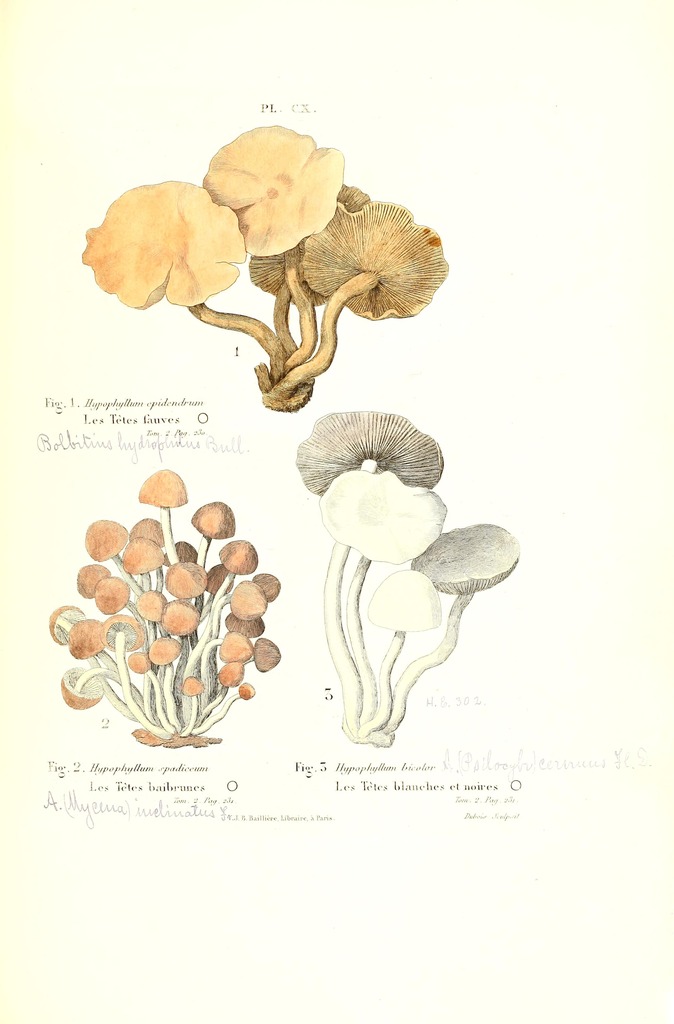 PL. CX.
1
Fig. 1. Hypophyllum epidendrum
Les Têtes fauves
Tom. 2. Pag. 230.
Bolbitius hydrophilus Bull.
2
3
H. S. 302.
Fig. 2. Hypophyllum spadiceum
Les Têtes baibrunes
Tom. 2. Pag. 231.
A. (Mycena) inclinatus Fr.
Fig. 3 Hypophyllum bicolor A. (Psilocybe) cernuus Fl. D.
Les Têtes blanches et noires
Tom. 2. Pag. 231.
J. B. Baillière, Libraire, à Paris.
Dubois Sculpsit